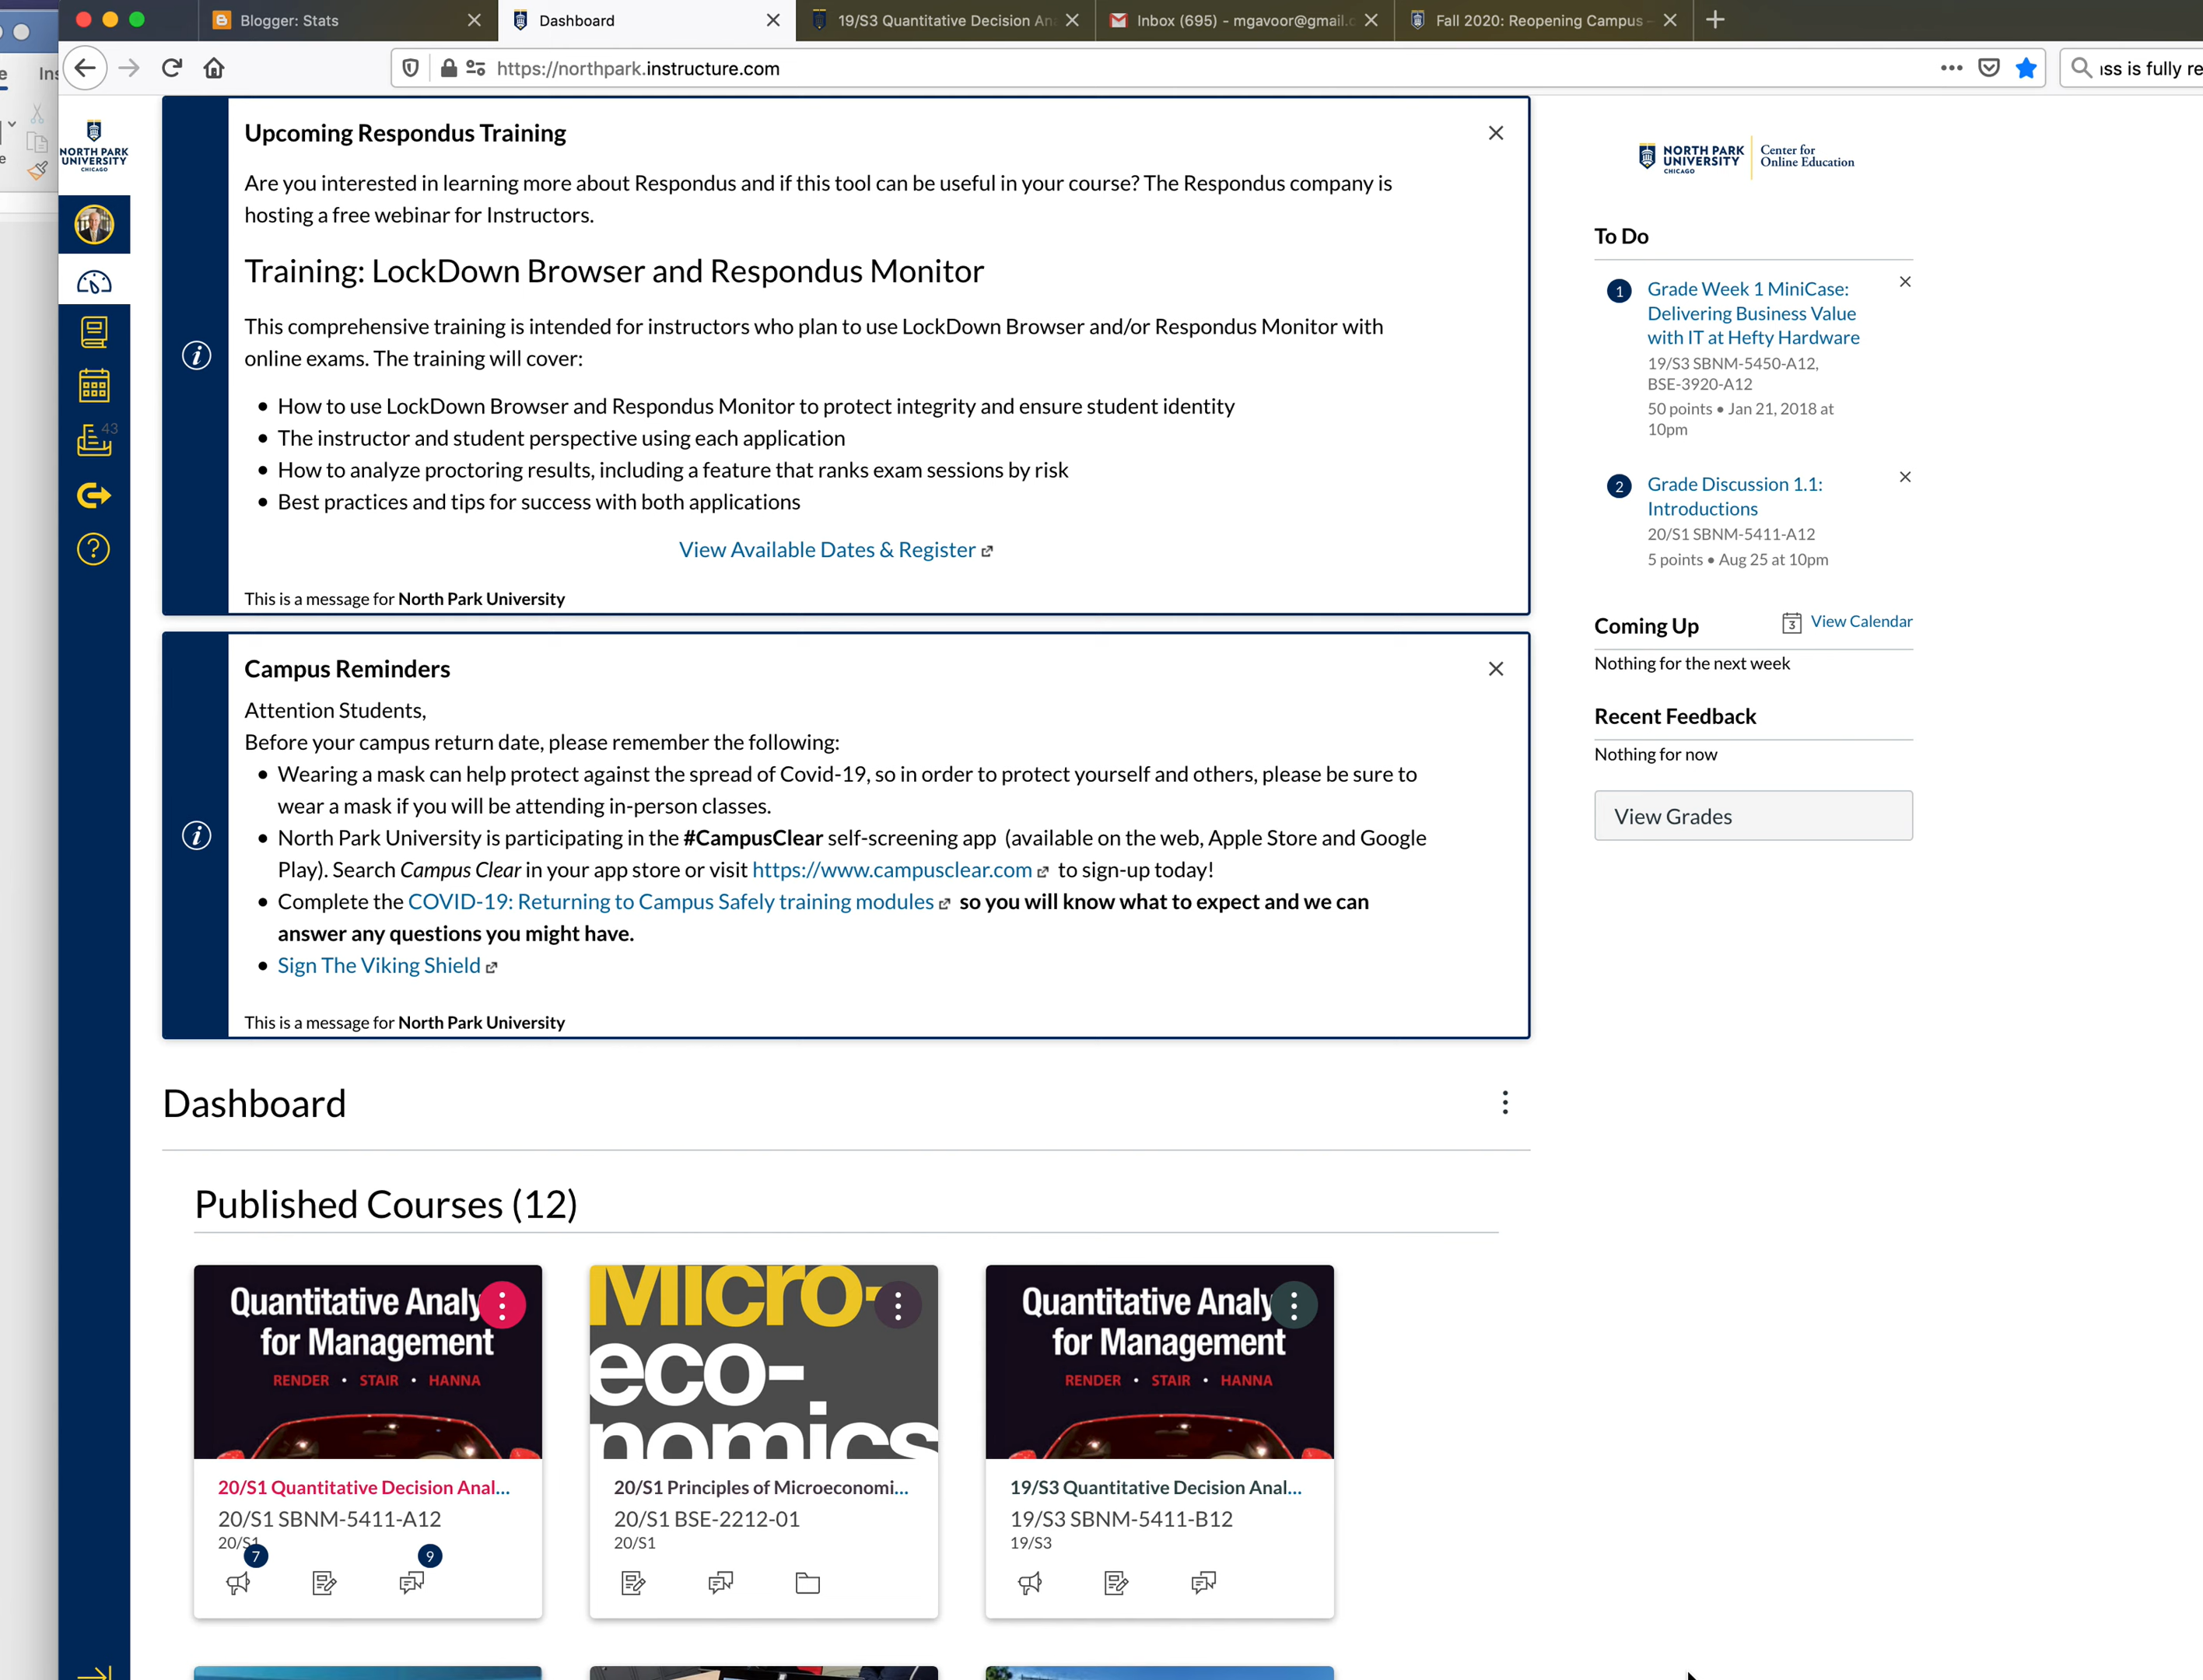 Blogger: Stats
Dashboard
19/S3 Quantitative Decision An
Inbox (695) - mgavoor@gmail.c
Fall 2020: Reopening Campus -
https://northpark.instructure.com
ss is fully re
NORTH PARK
UNIVERSITY
CHICAGO
43
Upcoming Respondus Training
Are you interested in learning more about Respondus and if this tool can be useful in your course? The Respondus company is
hosting a free webinar for Instructors.
Training: LockDown Browser and Respondus Monitor
This comprehensive training is intended for instructors who plan to use LockDown Browser and/or Respondus Monitor with
online exams. The training will cover:
• How to use LockDown Browser and Respondus Monitor to protect integrity and ensure student identity
• The instructor and student perspective using each application
• How to analyze proctoring results, including a feature that ranks exam sessions by risk
• Best practices and tips for success with both applications
View Available Dates & Register
This is a message for North Park University
Campus Reminders
Attention Students,
Before your campus return date, please remember the following:
• Wearing a mask can help protect against the spread of Covid-19, so in order to protect yourself and others, please be sure to
wear a mask if you will be attending in-person classes.
• North Park University is participating in the #CampusClear self-screening app (available on the web, Apple Store and Google
Play). Search Campus Clear in your app store or visit https://www.campusclear.com to sign-up today!
• Complete the COVID-19: Returning to Campus Safely training modules so you will know what to expect and we can
answer any questions you might have.
• Sign The Viking Shield
This is a message for North Park University
NORTH PARK
UNIVERSITY
CHICAGO
Center for
Online Education
To Do
1
Grade Week 1 MiniCase:
Delivering Business Value
with IT at Hefty Hardware
19/S3 SBNM-5450-A12,
BSE-3920-A12
50 points • Jan 21, 2018 at
10pm
2
Grade Discussion 1.1:
Introductions
20/S1 SBNM-5411-A12
5 points • Aug 25 at 10pm
Coming Up
3
View Calendar
Nothing for the next week
Recent Feedback
Nothing for now
View Grades
Dashboard
Published Courses (12)
Quantitative Analy
for Management
RENDER • STAIR • HANNA
20/S1 Quantitative Decision Anal...
20/S1 SBNM-5411-A12
20/S1
7
9
Micro-
eco-
nomics
20/S1 Principles of Microeconomi...
20/S1 BSE-2212-01
20/S1
Quantitative Analy
for Management
RENDER • STAIR • HANNA
19/S3 Quantitative Decision Anal...
19/S3 SBNM-5411-B12
19/S3